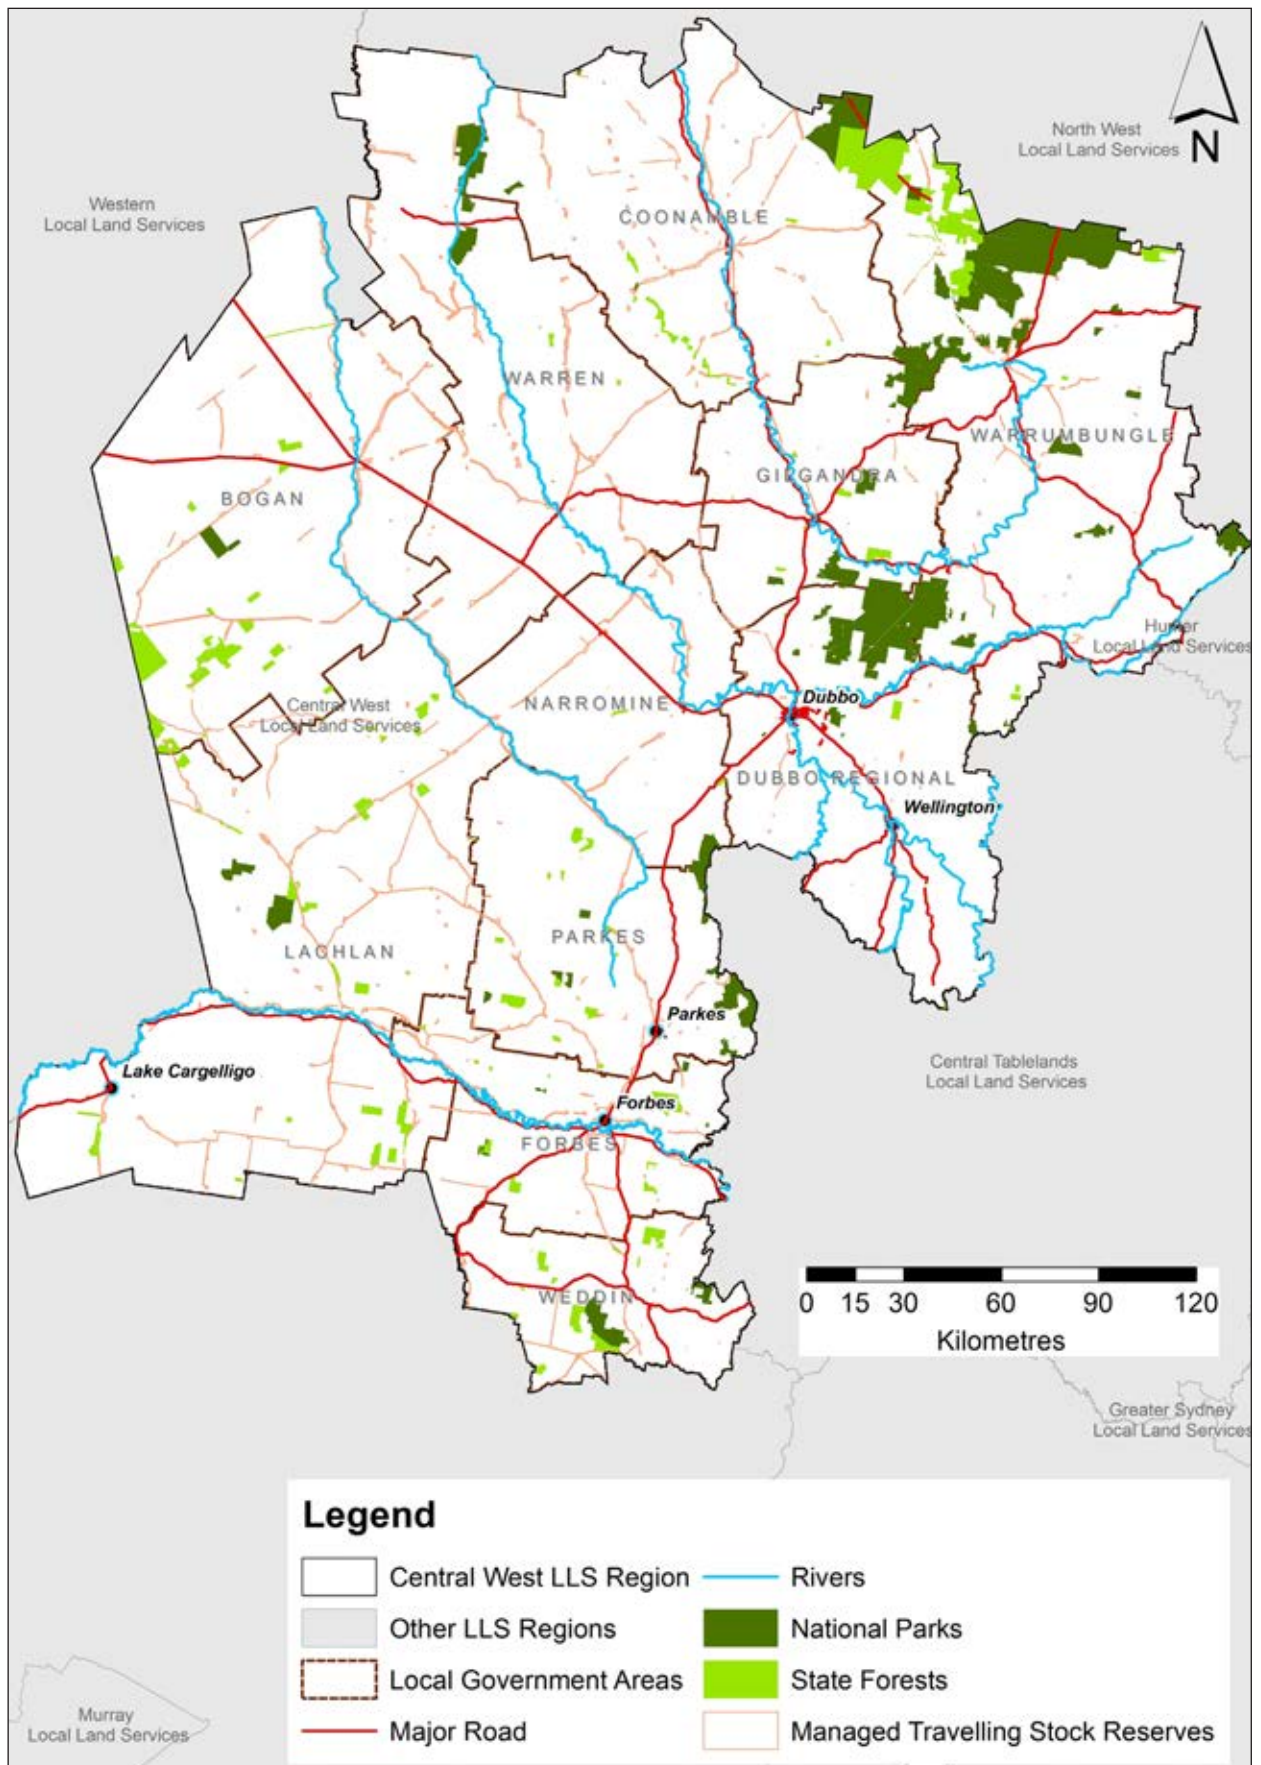 North West
Local Land Services
N
Western
Local Land Services
COONAMBLE
WARREN
WARRUMBUNGLE
GILGANDRA
BOGAN
Hunter
Local Land Services
Central West
Local Land Services
NARROMINE
Dubbo
DUBBO REGIONAL
Wellington
PARKES
LACHLAN
Parkes
Central Tablelands
Local Land Services
Lake Cargelligo
Forbes
FORBES
WEDDIN
0 15 30 60 90 120
Kilometres
Greater Sydney
Local Land Services
Legend
Central West LLS Region
Rivers
Other LLS Regions
National Parks
Local Government Areas
State Forests
Major Road
Managed Travelling Stock Reserves
Murray
Local Land Services